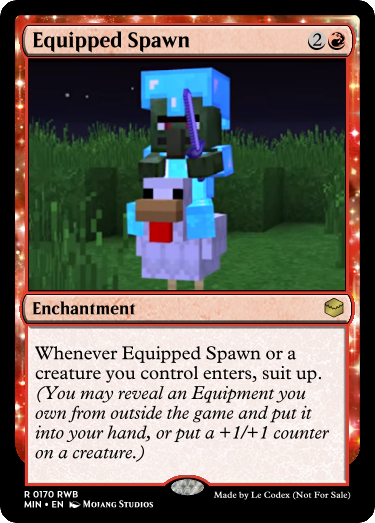 Equipped Spawn 2
Enchantment
Whenever Equipped Spawn or a
creature you control enters, suit up.
(You may reveal an Equipment you
own from outside the game and put it
into your hand, or put a +1/+1 counter
on a creature.)
R 0170 RWB
MIN • EN Mojang Studios
Made by Le Codex (Not For Sale)